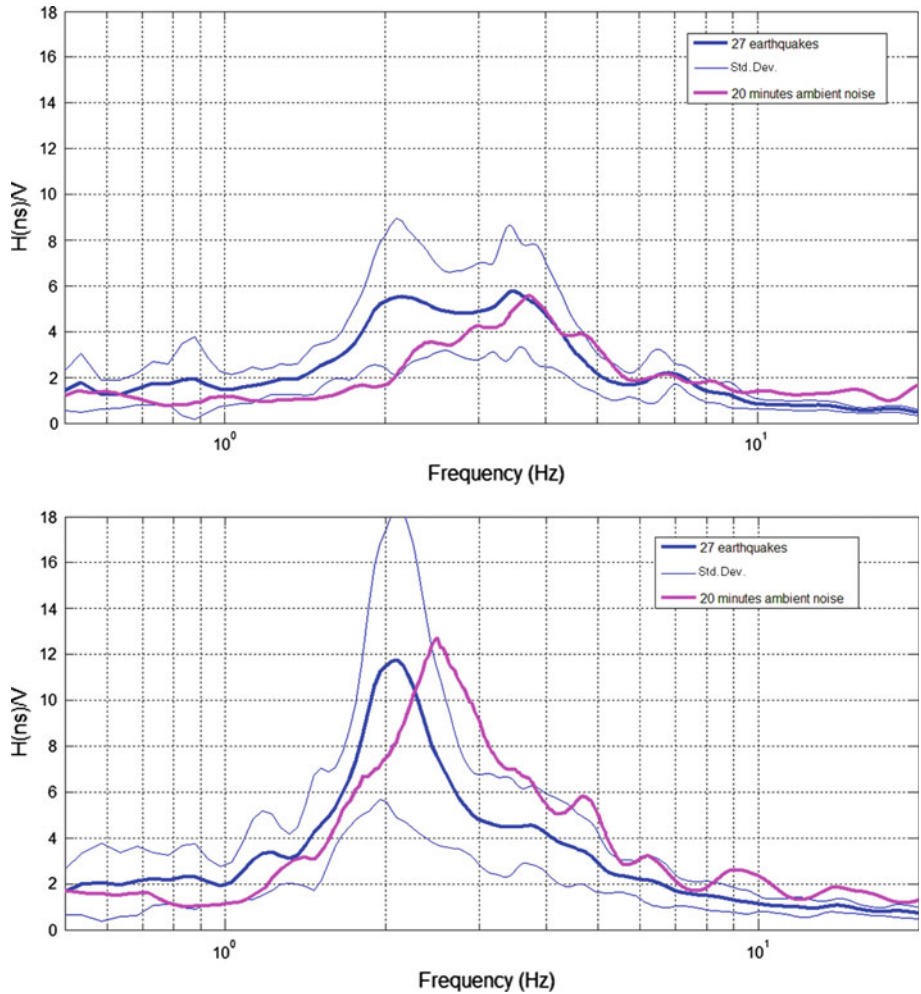 18
16
14
12
10
8
6
4
2
0
H(ns)/V
27 earthquakes
Std. Dev.
20 minutes ambient noise
10⁰
10¹
Frequency (Hz)
18
16
14
12
10
8
6
4
2
0
H(ns)/V
27 earthquakes
Std. Dev.
20 minutes ambient noise
10⁰
10¹
Frequency (Hz)